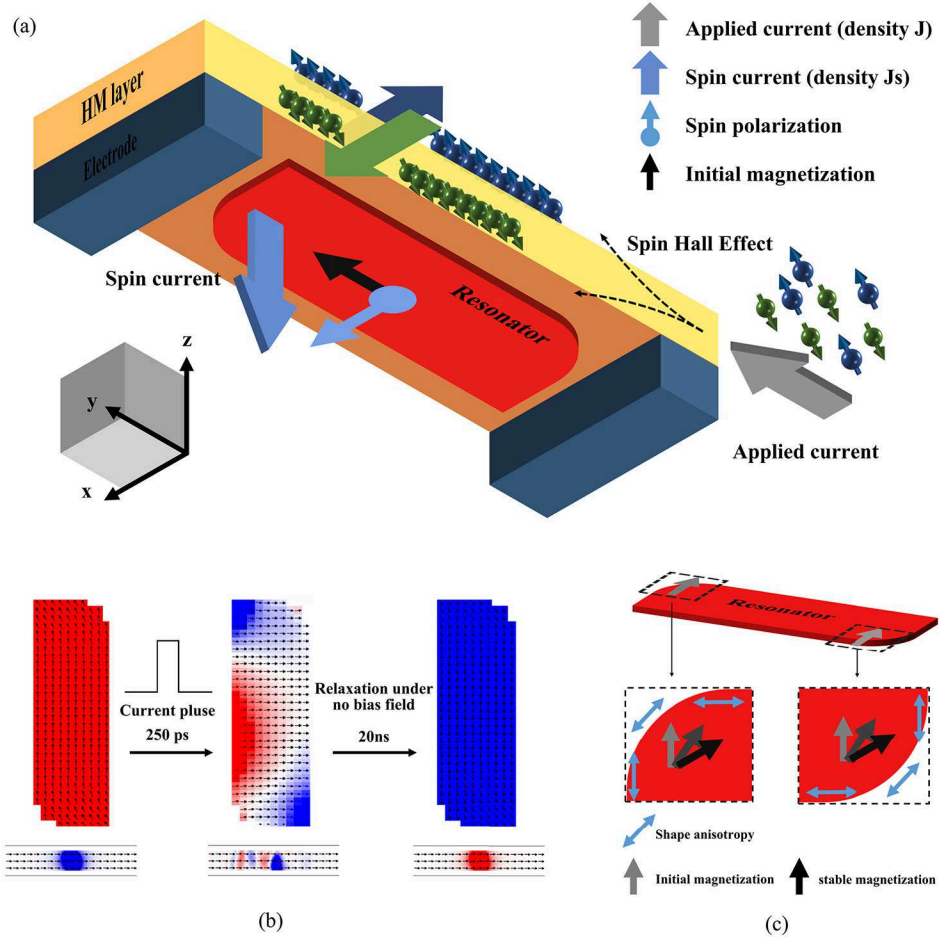 (a)
Applied current (density J)
Spin current (density Js)
Spin polarization
Initial magnetization
HM layer
Electrode
Spin Hall Effect
Spin current
Resonator
Applied current
z
y
x
Current pluse
250 ps
Relaxation under
no bias field
20ns
(b)
Resonator
Shape anisotropy
Initial magnetization
stable magnetization
(c)